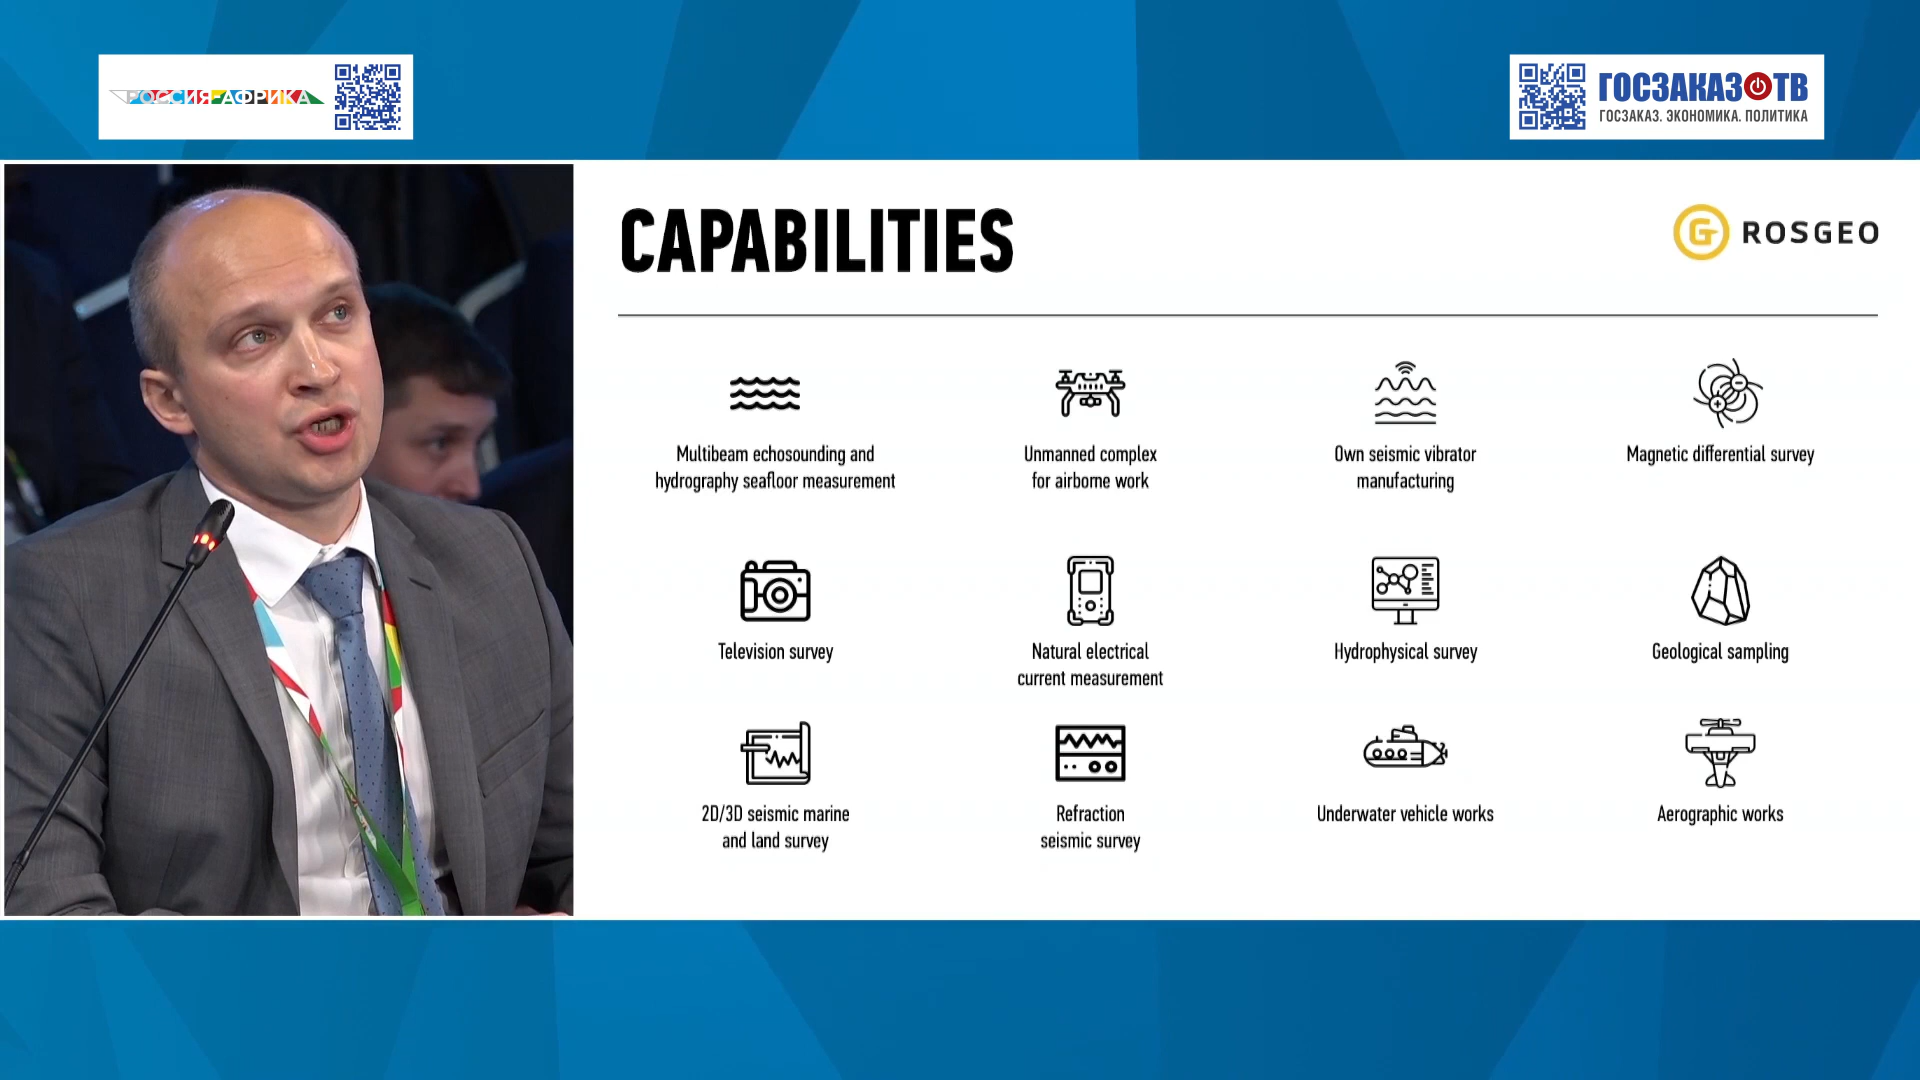 РОССИЯ-АФРИКА
ГОСЗАКАЗ ТВ
ГОСЗАКАЗ. ЭКОНОМИКА. ПОЛИТИКА
CAPABILITIES
ROSGEO
Multibeam echosounding and
hydrography seafloor measurement
Unmanned complex
for airborne work
Own seismic vibrator
manufacturing
Magnetic differential survey
Television survey
Natural electrical
current measurement
Hydrophysical survey
Geological sampling
2D/3D seismic marine
and land survey
Refraction
seismic survey
Underwater vehicle works
Aerographic works